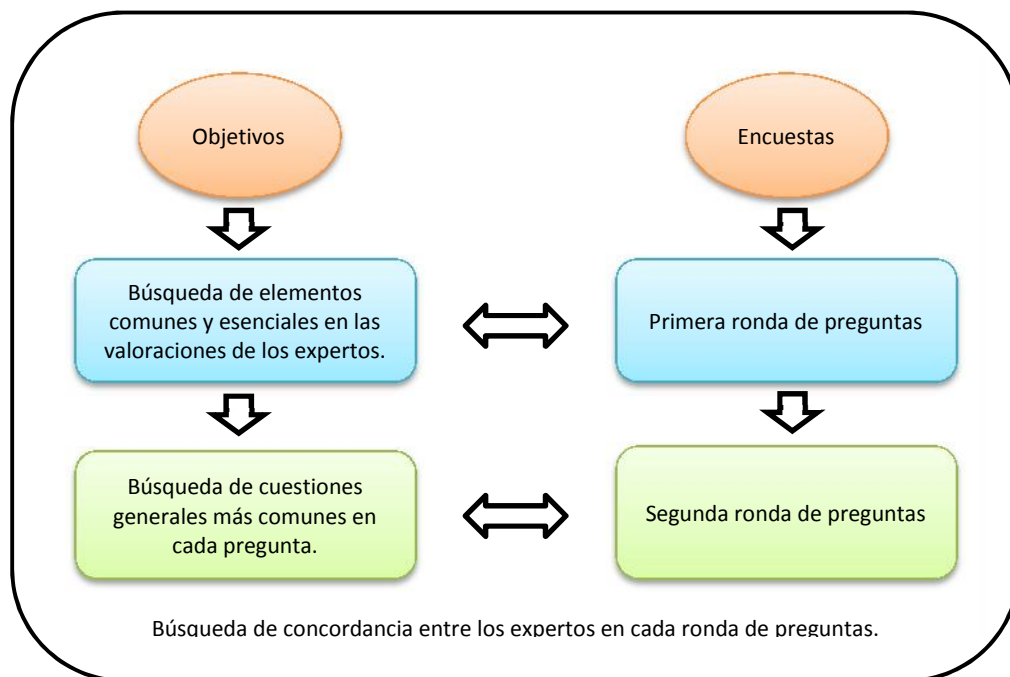 Objetivos
Encuestas
Búsqueda de elementos
comunes y esenciales en las
valoraciones de los expertos.
Primera ronda de preguntas
Búsqueda de cuestiones
generales más comunes en
cada pregunta.
Segunda ronda de preguntas
Búsqueda de concordancia entre los expertos en cada ronda de preguntas.